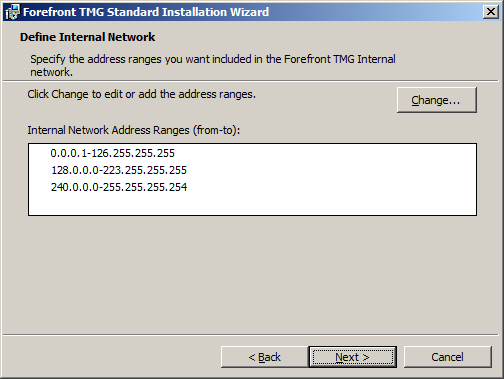 Forefront TMG Standard Installation Wizard
Define Internal Network
Specify the address ranges you want included in the Forefront TMG Internal
network.
Click Change to edit or add the address ranges.
Change...
Internal Network Address Ranges (from-to):
0.0.0.1-126.255.255.255
128.0.0.0-223.255.255.255
240.0.0.0-255.255.255.254
< Back
Next >
Cancel